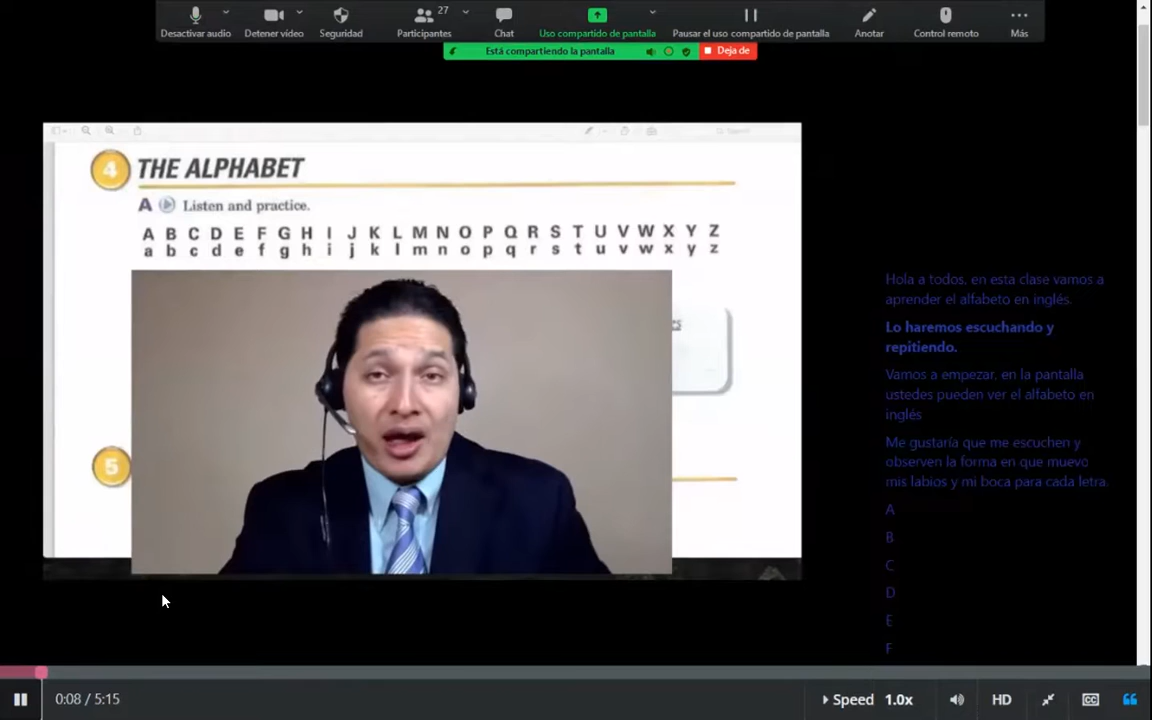 27
Desactivar audio
Detener video
Seguridad
Participantes
Chat
Uso compartido de pantalla
Pausar el uso compartido de pantalla
Anotar
Control remoto
Más
Está compartiendo la pantalla
Deja de
4 THE ALPHABET
A Listen and practice.
A B C D E F G H I J K L M N O P Q R S T U V W X Y Z
a b c d e f g h i j k l m n o p q r s t u v w x y z
5
Hola a todos, en esta clase vamos a
aprender el alfabeto en inglés.
Lo haremos escuchando y
repitiendo.
Vamos a empezar, en la pantalla
ustedes pueden ver el alfabeto en
inglés
Me gustaría que me escuchen y
observen la forma en que muevo
mis labios y mi boca para cada letra.
A
B
C
D
E
F
0:08 / 5:15
Speed 1.0x
HD
CC